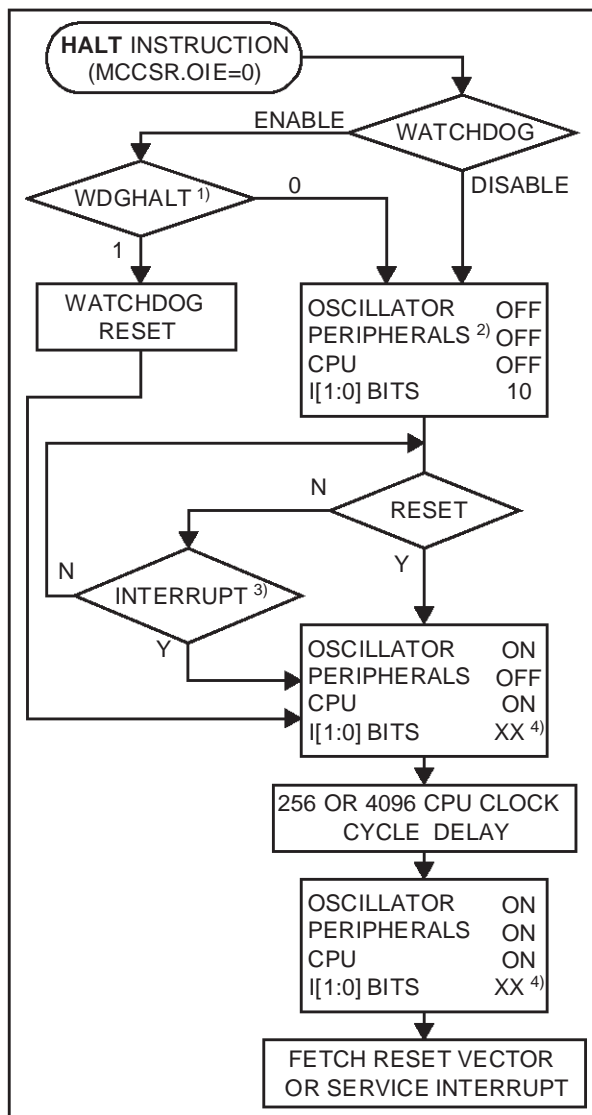 HALT INSTRUCTION
(MCCSR.OIE=0)
ENABLE
WATCHDOG
WDGHALT 1)
0
DISABLE
1
WATCHDOG
RESET
OSCILLATOR OFF
PERIPHERALS 2) OFF
CPU OFF
I[1:0] BITS 10
N
RESET
N
Y
INTERRUPT 3)
Y
OSCILLATOR ON
PERIPHERALS OFF
CPU ON
I[1:0] BITS XX 4)
256 OR 4096 CPU CLOCK
CYCLE DELAY
OSCILLATOR ON
PERIPHERALS ON
CPU ON
I[1:0] BITS XX 4)
FETCH RESET VECTOR
OR SERVICE INTERRUPT